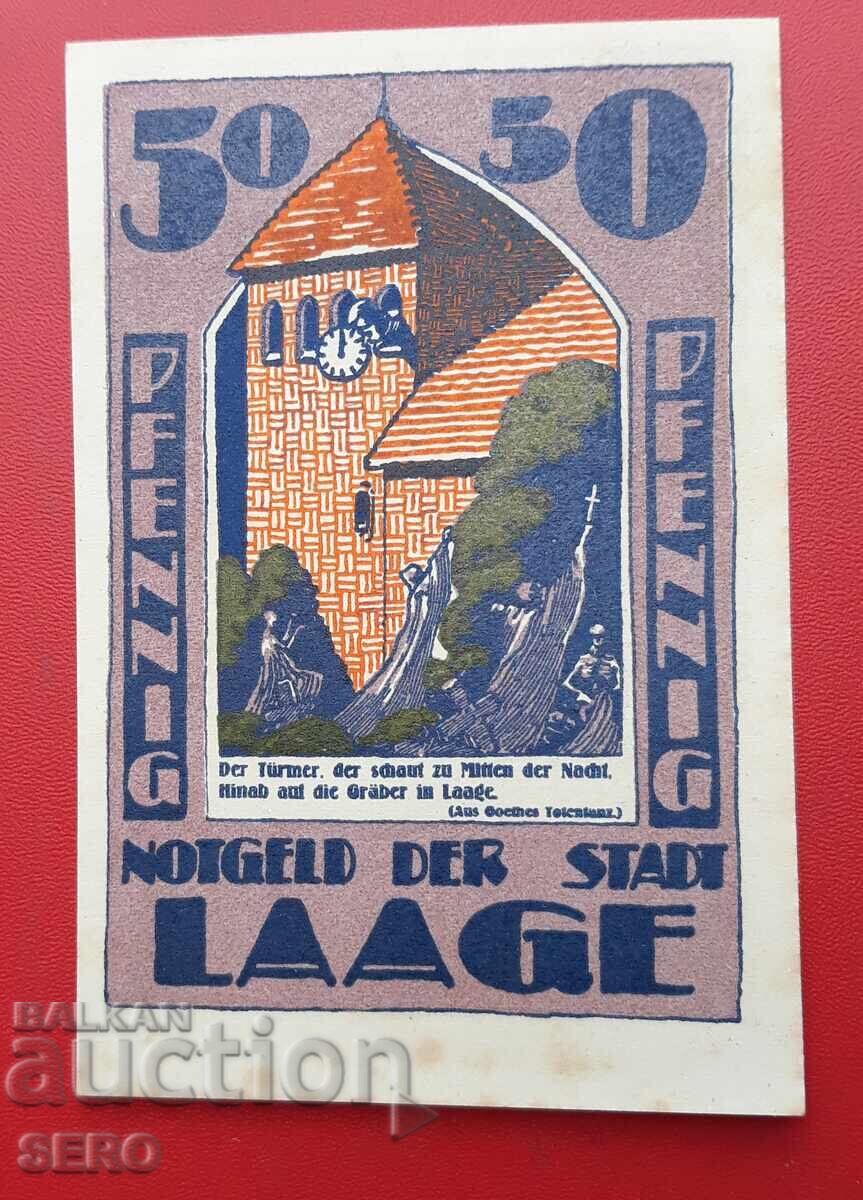 50 50
PFENNIG
PFENNIG
Der Türmer, der schaut zu Mitten der Nacht,
Hinab auf die Gräber in Laage.
(Aus Goethes Totentanz.)
NOTGELD DER STADT
LAAGE
BALKAN
auction
SERO